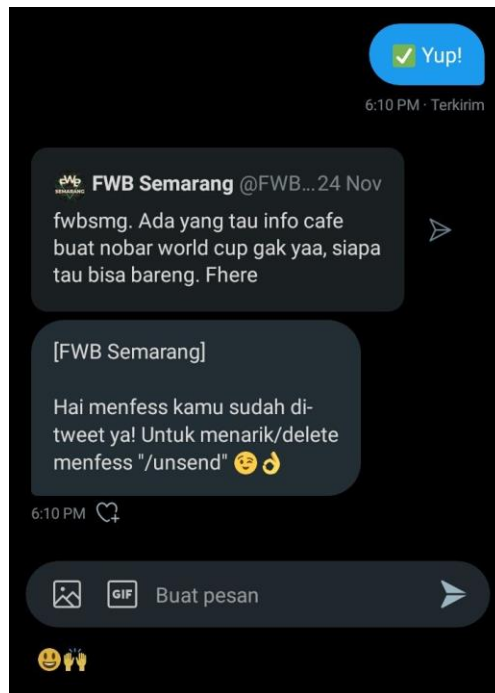 ✅ Yup!
6:10 PM · Terkirim
FWB Semarang @FWB...24 Nov
fwbsmg. Ada yang tau info cafe
buat nobar world cup gak yaa, siapa
tau bisa bareng. Fhere
[FWB Semarang]
Hai menfess kamu sudah di-
tweet ya! Untuk menarik/delete
menfess "/unsend" 😉👌
6:10 PM
GIF Buat pesan
😃🙌